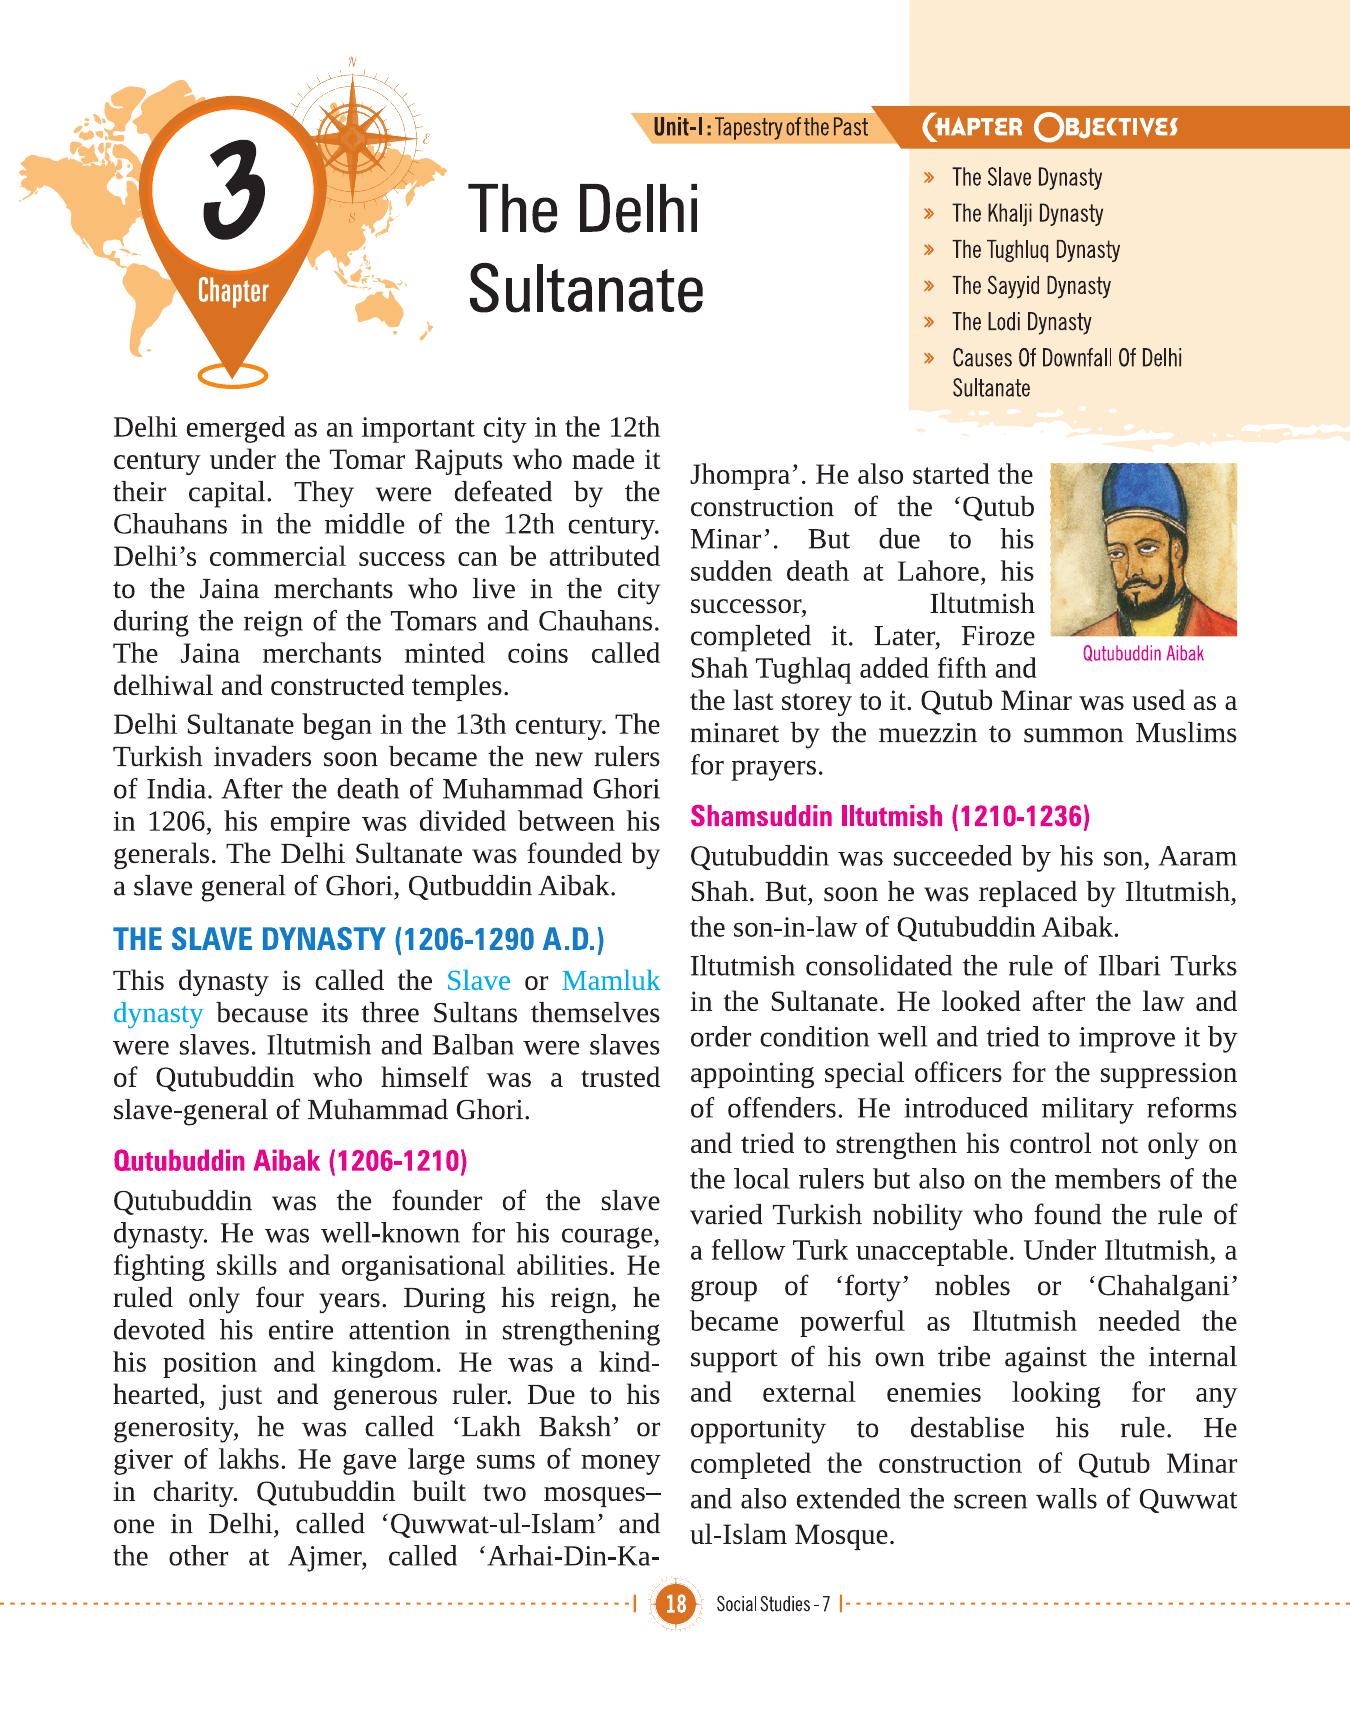 3
Chapter
N
E
S
The Delhi
Sultanate
Unit-I : Tapestry of the Past
CHAPTER OBJECTIVES
» The Slave Dynasty
» The Khalji Dynasty
» The Tughluq Dynasty
» The Sayyid Dynasty
» The Lodi Dynasty
» Causes Of Downfall Of Delhi
Sultanate
Delhi emerged as an important city in the 12th
century under the Tomar Rajputs who made it
their capital. They were defeated by the
Chauhans in the middle of the 12th century.
Delhi’s commercial success can be attributed
to the Jaina merchants who live in the city
during the reign of the Tomars and Chauhans.
The Jaina merchants minted coins called
delhiwal and constructed temples.
Delhi Sultanate began in the 13th century. The
Turkish invaders soon became the new rulers
of India. After the death of Muhammad Ghori
in 1206, his empire was divided between his
generals. The Delhi Sultanate was founded by
a slave general of Ghori, Qutbuddin Aibak.
THE SLAVE DYNASTY (1206-1290 A.D.)
This dynasty is called the Slave or Mamluk
dynasty because its three Sultans themselves
were slaves. Iltutmish and Balban were slaves
of Qutubuddin who himself was a trusted
slave-general of Muhammad Ghori.
Qutubuddin Aibak (1206-1210)
Qutubuddin was the founder of the slave
dynasty. He was well-known for his courage,
fighting skills and organisational abilities. He
ruled only four years. During his reign, he
devoted his entire attention in strengthening
his position and kingdom. He was a kind-
hearted, just and generous ruler. Due to his
generosity, he was called ‘Lakh Baksh’ or
giver of lakhs. He gave large sums of money
in charity. Qutubuddin built two mosques–
one in Delhi, called ‘Quwwat-ul-Islam’ and
the other at Ajmer, called ‘Arhai-Din-Ka-
Jhompra’. He also started the
construction of the ‘Qutub
Minar’. But due to his
sudden death at Lahore, his
successor, Iltutmish
completed it. Later, Firoze
Shah Tughlaq added fifth and
the last storey to it. Qutub Minar was used as a
minaret by the muezzin to summon Muslims
for prayers.
Qutubuddin Aibak
Shamsuddin Iltutmish (1210-1236)
Qutubuddin was succeeded by his son, Aaram
Shah. But, soon he was replaced by Iltutmish,
the son-in-law of Qutubuddin Aibak.
Iltutmish consolidated the rule of Ilbari Turks
in the Sultanate. He looked after the law and
order condition well and tried to improve it by
appointing special officers for the suppression
of offenders. He introduced military reforms
and tried to strengthen his control not only on
the local rulers but also on the members of the
varied Turkish nobility who found the rule of
a fellow Turk unacceptable. Under Iltutmish, a
group of ‘forty’ nobles or ‘Chahalgani’
became powerful as Iltutmish needed the
support of his own tribe against the internal
and external enemies looking for any
opportunity to destablise his rule. He
completed the construction of Qutub Minar
and also extended the screen walls of Quwwat
ul-Islam Mosque.
18
Social Studies - 7